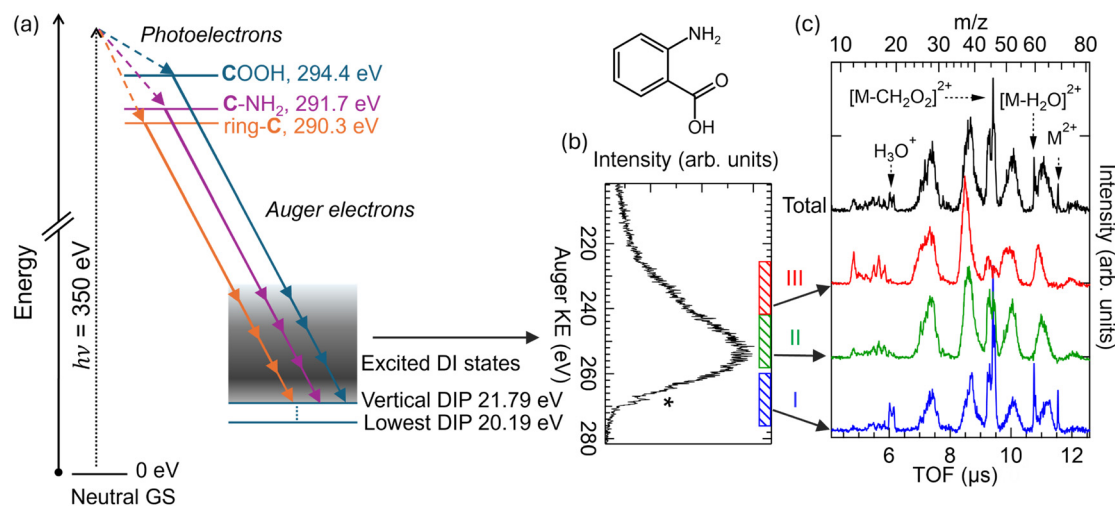 (a)
Photoelectrons
COOH, 294.4 eV
C-NH₂, 291.7 eV
ring-C, 290.3 eV
Auger electrons
Energy
hν = 350 eV
Excited DI states
Vertical DIP 21.79 eV
Lowest DIP 20.19 eV
0 eV
Neutral GS
NH₂
O
OH
(b)
Intensity (arb. units)
Auger KE (eV)
220
240
260
280
*
III
II
I
(c)
m/z
10 20 30 40 50 60 80
[M-CH₂O₂]²⁺
[M-H₂O]²⁺
H₃O⁺
M²⁺
Total
Intensity (arb. units)
6 8 10 12
TOF (µs)